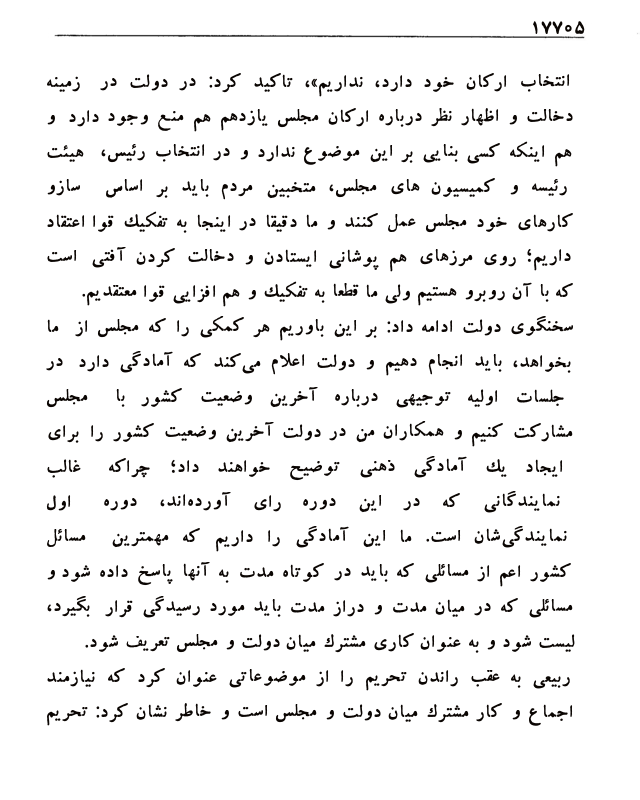 ۱۷۷۰۵
انتخاب ارکان خود دارد، نداریم»، تاکید کرد: در دولت در زمینه
دخالت و اظهار نظر درباره ارکان مجلس یازدهم هم منع وجود دارد و
هم اینکه کسی بنایی بر این موضوع ندارد و در انتخاب رئیس، هیئت
رئیسه و کمیسیون های مجلس، منتخبین مردم باید بر اساس سازو
کارهای خود مجلس عمل کنند و ما دقیقا در اینجا به تفکیك قوا اعتقاد
داریم؛ روی مرزهای هم پوشانی ایستادن و دخالت کردن آفتی است
که با آن روبرو هستیم ولی ما قطعا به تفکیك و هم افزایی قوا معتقدیم.
سخنگوی دولت ادامه داد: بر این باوریم هر کمکی را که مجلس از ما
بخواهد، باید انجام دهیم و دولت اعلام می‌کند که آمادگی دارد در
جلسات اولیه توجیهی درباره آخرین وضعیت کشور با مجلس
مشارکت کنیم و همکاران من در دولت آخرین وضعیت کشور را برای
ایجاد یك آمادگی ذهنی توضیح خواهند داد؛ چراکه غالب
نمایندگانی که در این دوره رای آورده‌اند، دوره اول
نمایندگی‌شان است. ما این آمادگی را داریم که مهمترین مسائل
کشور اعم از مسائلی که باید در کوتاه مدت به آنها پاسخ داده شود و
مسائلی که در میان مدت و دراز مدت باید مورد رسیدگی قرار بگیرد،
لیست شود و به عنوان کاری مشترك میان دولت و مجلس تعریف شود.
ربیعی به عقب راندن تحریم را از موضوعاتی عنوان کرد که نیازمند
اجماع و کار مشترك میان دولت و مجلس است و خاطر نشان کرد: تحریم